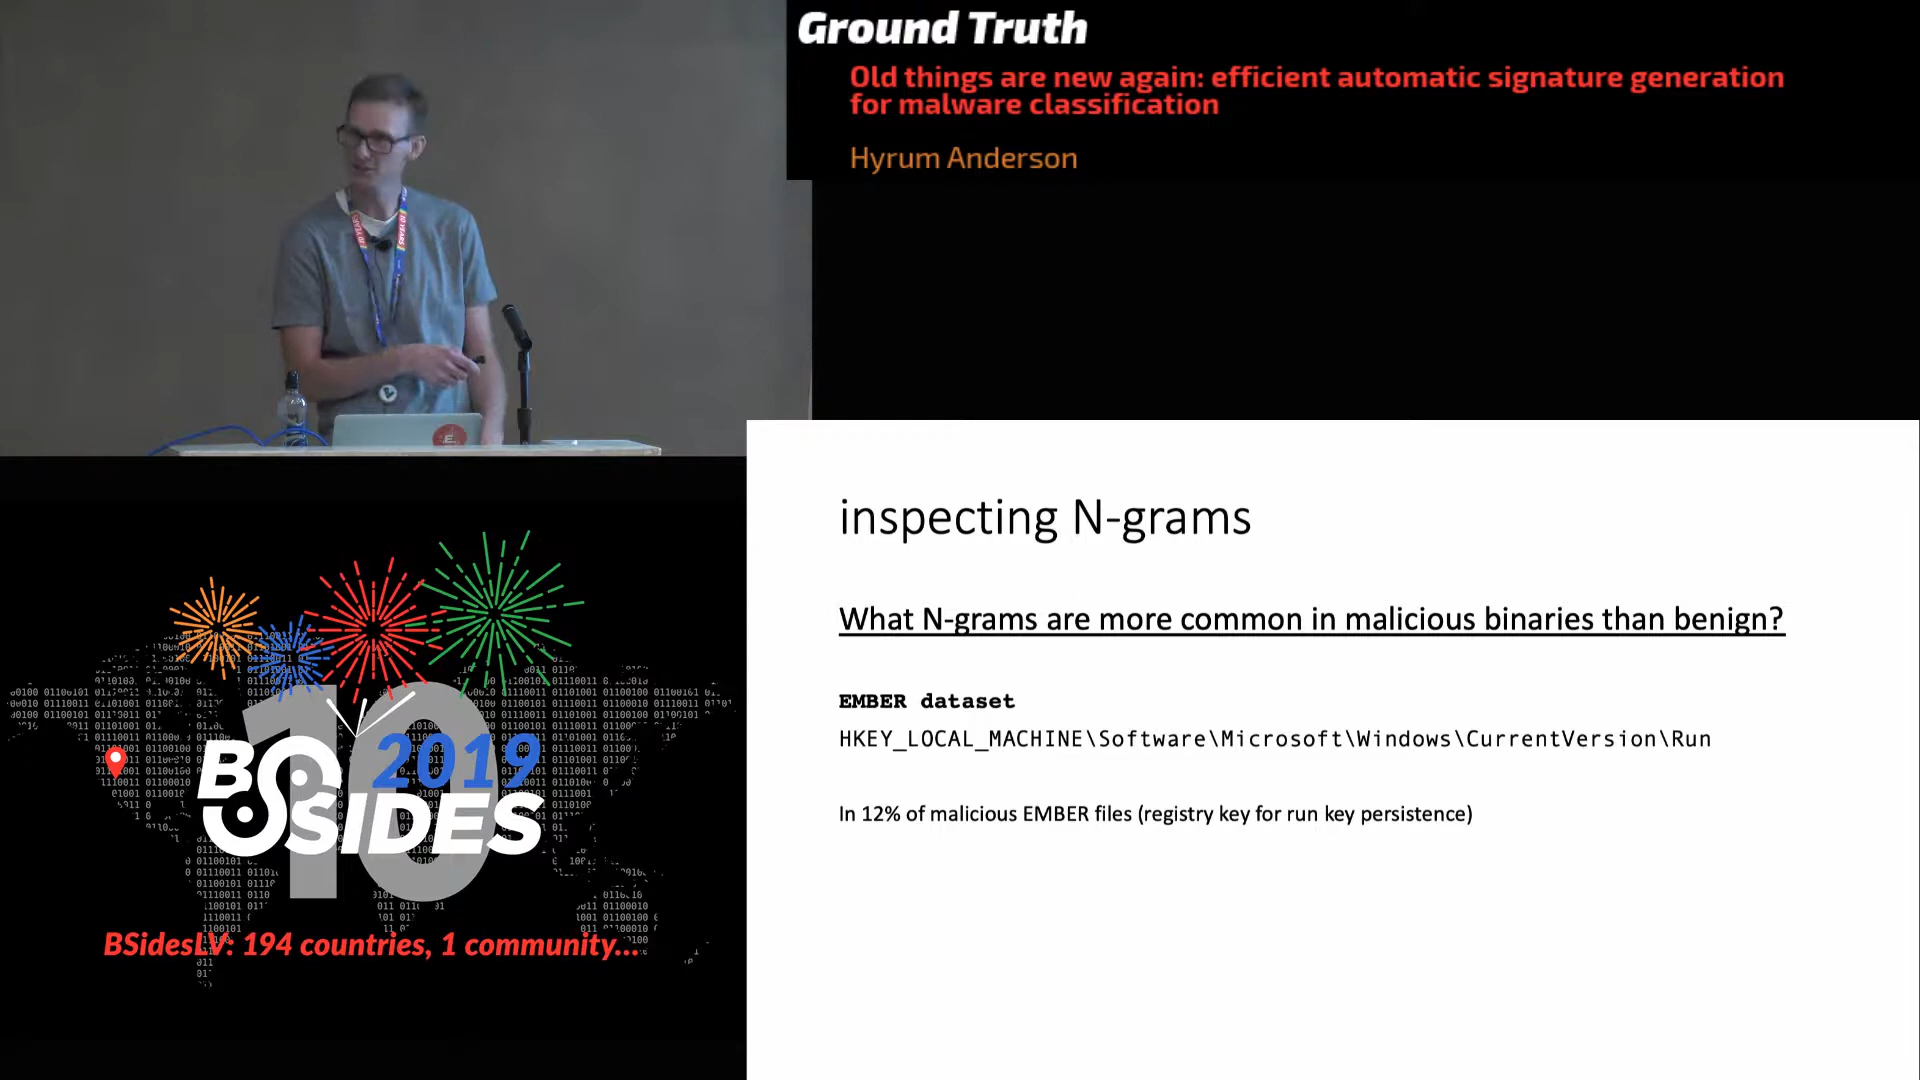 Ground Truth
Old things are new again: efficient automatic signature generation
for malware classification
Hyrum Anderson
inspecting N-grams
What N-grams are more common in malicious binaries than benign?
EMBER dataset
HKEY_LOCAL_MACHINE\Software\Microsoft\Windows\CurrentVersion\Run
In 12% of malicious EMBER files (registry key for run key persistence)
10
BSIDES
2019
BSidesLV: 194 countries, 1 community...